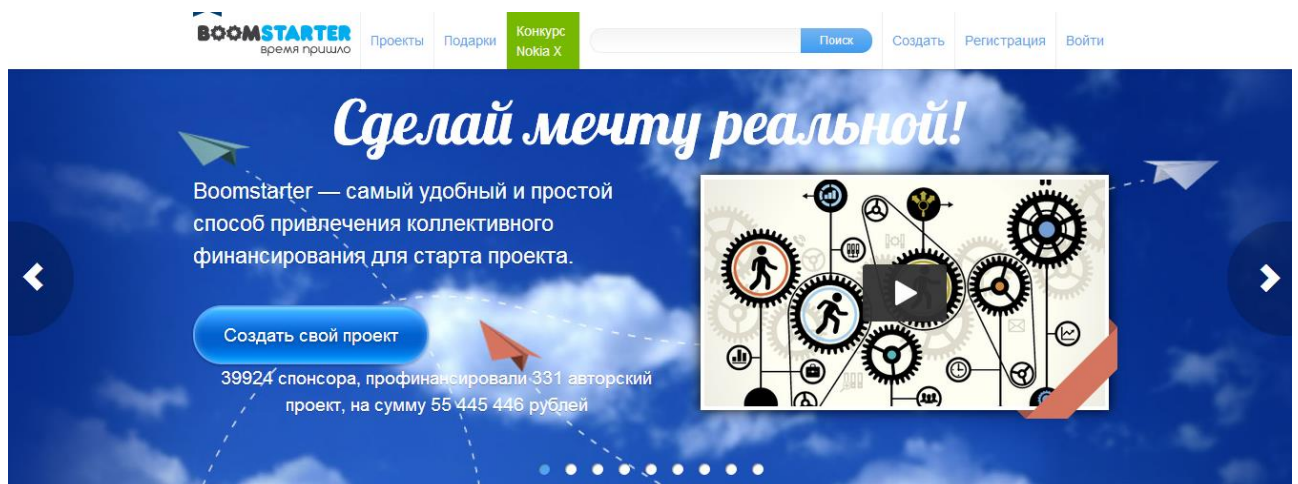 BOOMSTARTER
время пришло
Проекты
Подарки
Конкурс
Nokia X
Поиск
Создать
Регистрация
Войти
Сделай мечту реальной!
Boomstarter — самый удобный и простой
способ привлечения коллективного
финансирования для старта проекта.
Создать свой проект
39924 спонсора, профинансировали 331 авторский
проект, на сумму 55 445 446 рублей